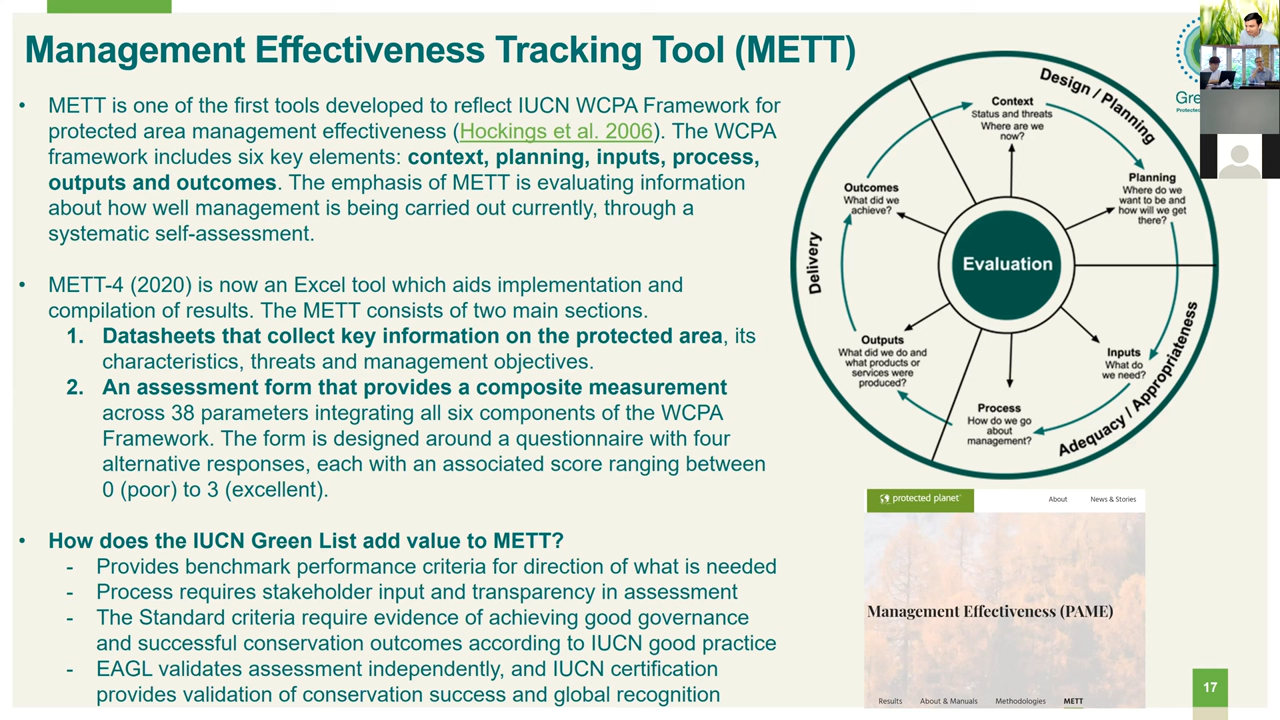 Management Effectiveness Tracking Tool (METT)
• METT is one of the first tools developed to reflect IUCN WCPA Framework for
protected area management effectiveness (Hockings et al. 2006). The WCPA
framework includes six key elements: context, planning, inputs, process,
outputs and outcomes. The emphasis of METT is evaluating information
about how well management is being carried out currently, through a
systematic self-assessment.
• METT-4 (2020) is now an Excel tool which aids implementation and
compilation of results. The METT consists of two main sections.
1. Datasheets that collect key information on the protected area, its
characteristics, threats and management objectives.
2. An assessment form that provides a composite measurement
across 38 parameters integrating all six components of the WCPA
Framework. The form is designed around a questionnaire with four
alternative responses, each with an associated score ranging between
0 (poor) to 3 (excellent).
• How does the IUCN Green List add value to METT?
- Provides benchmark performance criteria for direction of what is needed
- Process requires stakeholder input and transparency in assessment
- The Standard criteria require evidence of achieving good governance
and successful conservation outcomes according to IUCN good practice
- EAGL validates assessment independently, and IUCN certification
provides validation of conservation success and global recognition
Design / Planning
Context
Status and threats
Where are we
now?
Planning
Where do we
want to be and
how will we get
there?
Evaluation
Inputs
What do
we need?
Adequacy / Appropriateness
Process
How do we go
about
management?
Outputs
What did we do and
what products or
services were
produced?
Delivery
Outcomes
What did we
achieve?
protected planet
About
News & Stories
Management Effectiveness (PAME)
Results
About & Manuals
Methodologies
METT
17